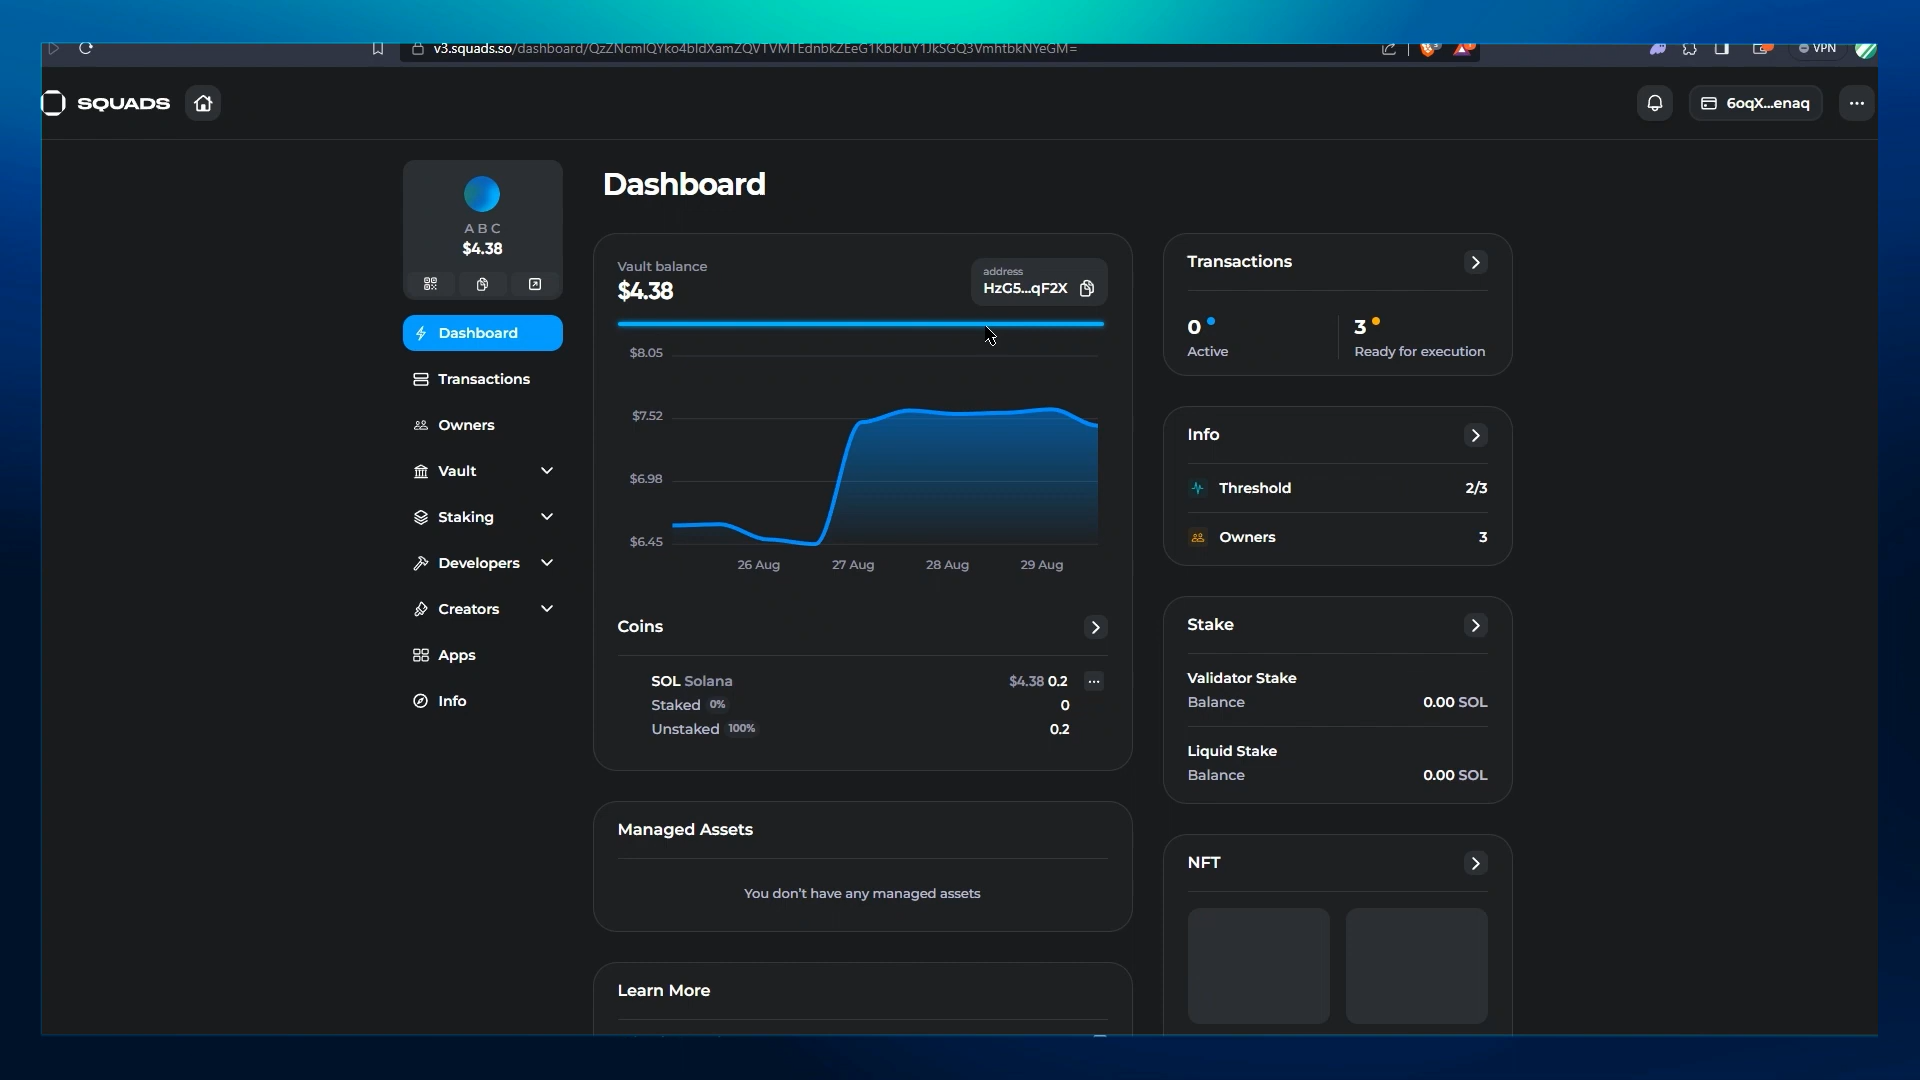 v3.squads.so/dashboard/QzZNcmlQYko4bldXamZQVTVMTEdnbkZEeG1KbkJuY1JkSGQ3VmhtbkNYeGM=
VPN
SQUADS
6oqX...enaq
A B C
$4.38
Dashboard
Transactions
Owners
Vault
Staking
Developers
Creators
Apps
Info
Dashboard
Vault balance
$4.38
address
HzG5...qF2X
$8.05
$7.52
$6.98
$6.45
26 Aug
27 Aug
28 Aug
29 Aug
Coins
SOL Solana
$4.38 0.2
Staked 0%
0
Unstaked 100%
0.2
Managed Assets
You don't have any managed assets
Learn More
Transactions
0
Active
3
Ready for execution
Info
Threshold
2/3
Owners
3
Stake
Validator Stake
Balance
0.00 SOL
Liquid Stake
Balance
0.00 SOL
NFT